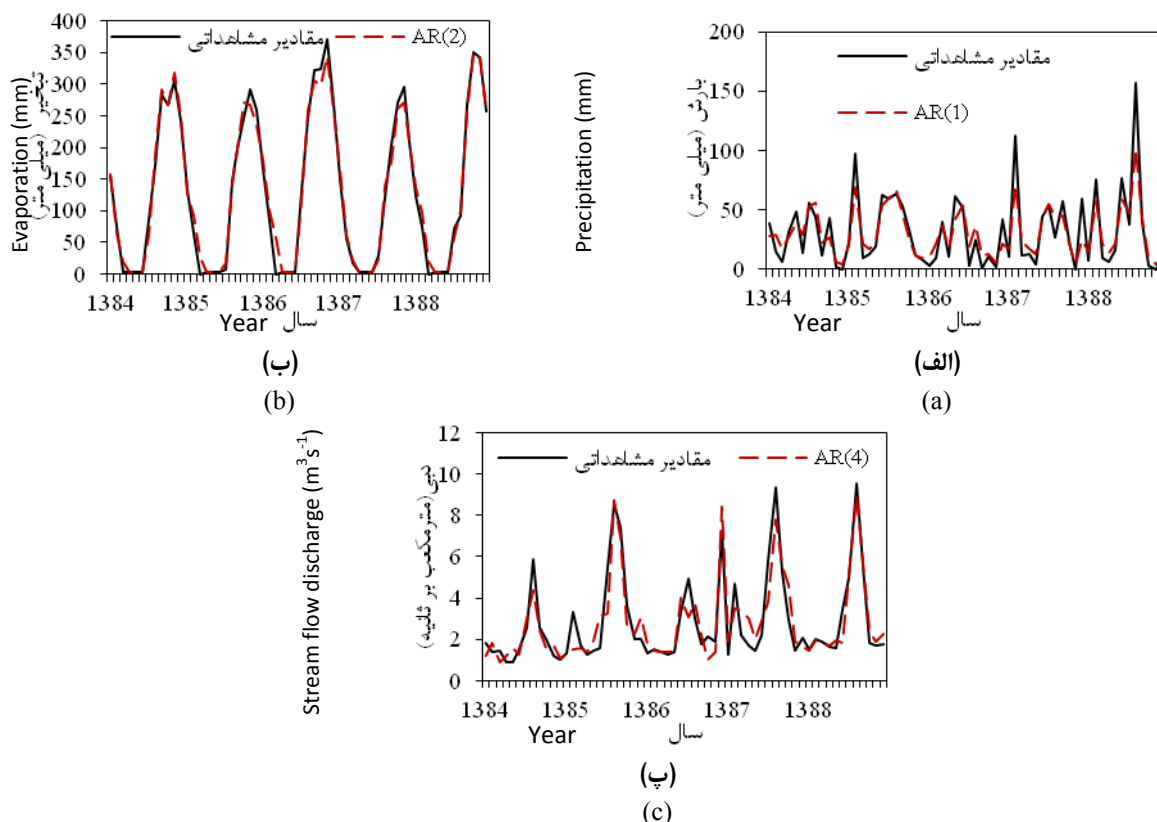 400
350
300
250
200
150
100
50
0
Evaporation (mm)
تبخیر (میلی متر)
مقادیر مشاهداتی
AR(2)
1384 1385 1386 1387 1388
Year سال
(ب)
(b)
200
150
100
50
0
Precipitation (mm)
بارش (میلی متر)
مقادیر مشاهداتی
AR(1)
1384 1385 1386 1387 1388
Year سال
(الف)
(a)
12
10
8
6
4
2
0
Stream flow discharge (m³s⁻¹)
دبی(مترمکعب بر ثانیه)
مقادیر مشاهداتی
AR(4)
1384 1385 1386 1387 1388
Year سال
(پ)
(c)